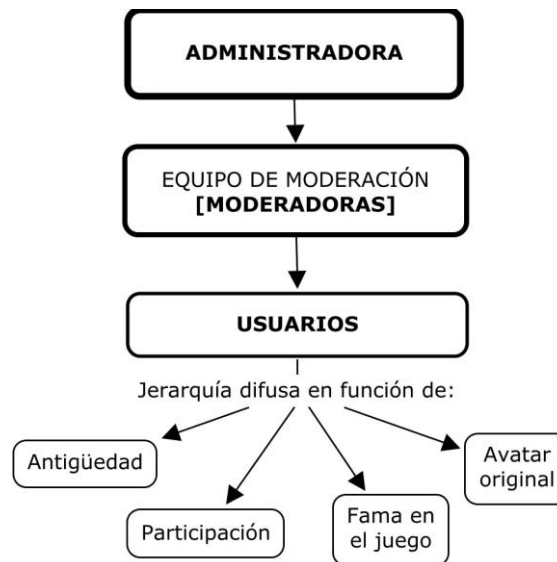 ADMINISTRADORA
EQUIPO DE MODERACIÓN
[MODERADORAS]
USUARIOS
Jerarquía difusa en función de:
Antigüedad
Participación
Fama en
el juego
Avatar
original